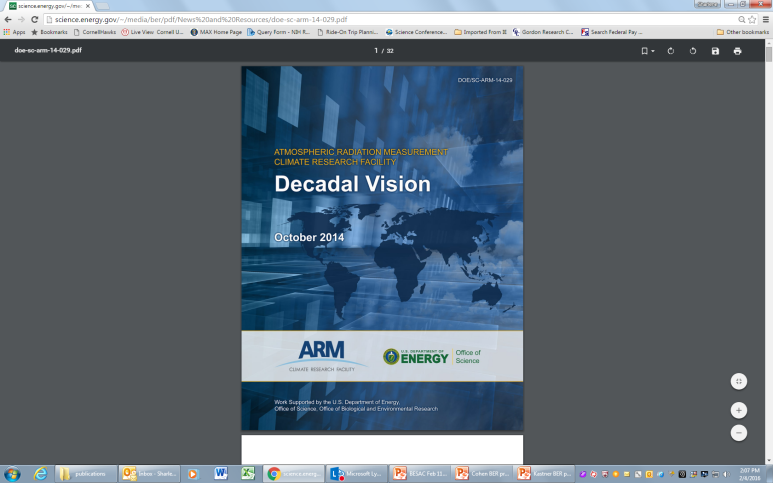 SC science.energy.gov/~/me
science.energy.gov/~/media/ber/pdf/News%20and%20Resources/doe-sc-arm-14-029.pdf
Apps Bookmarks CornellHawks Live View Cornell U... MAX Home Page Query Form - NIH R... Ride-On Trip Planni... Science Conference... Imported From IE Gordon Research C... Search Federal Pay ... Other bookmarks
doe-sc-arm-14-029.pdf 1 / 32
DOE/SC-ARM-14-029
ATMOSPHERIC RADIATION MEASUREMENT
CLIMATE RESEARCH FACILITY
Decadal Vision
October 2014
ARM
CLIMATE RESEARCH FACILITY
U.S. DEPARTMENT OF
ENERGY
Office of
Science
Work Supported by the U.S. Department of Energy,
Office of Science, Office of Biological and Environmental Research
publications Inbox - Sharle... science.energ... Microsoft Ly... BESAC Feb 11... Cohen BER pr... Kastner BER p...
2:07 PM
2/4/2016